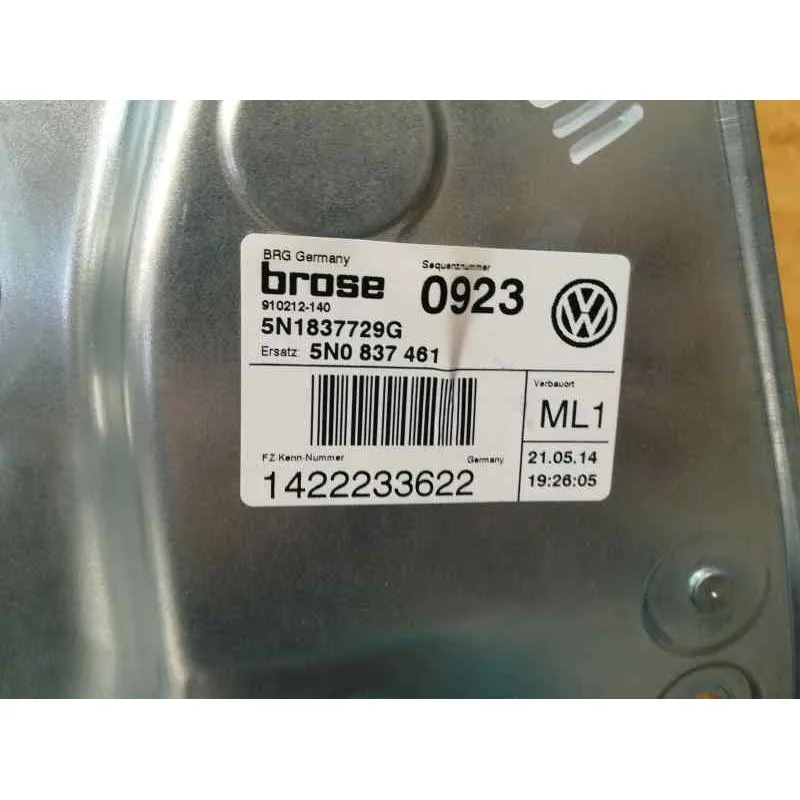 BRG Germany
brose
Sequenznummer
0923
910212-140
5N1837729G
Ersatz: 5N0 837 461
Verbauort
ML1
FZ-Kenn-Nummer
Germany
1422233622
21.05.14
19:26:05